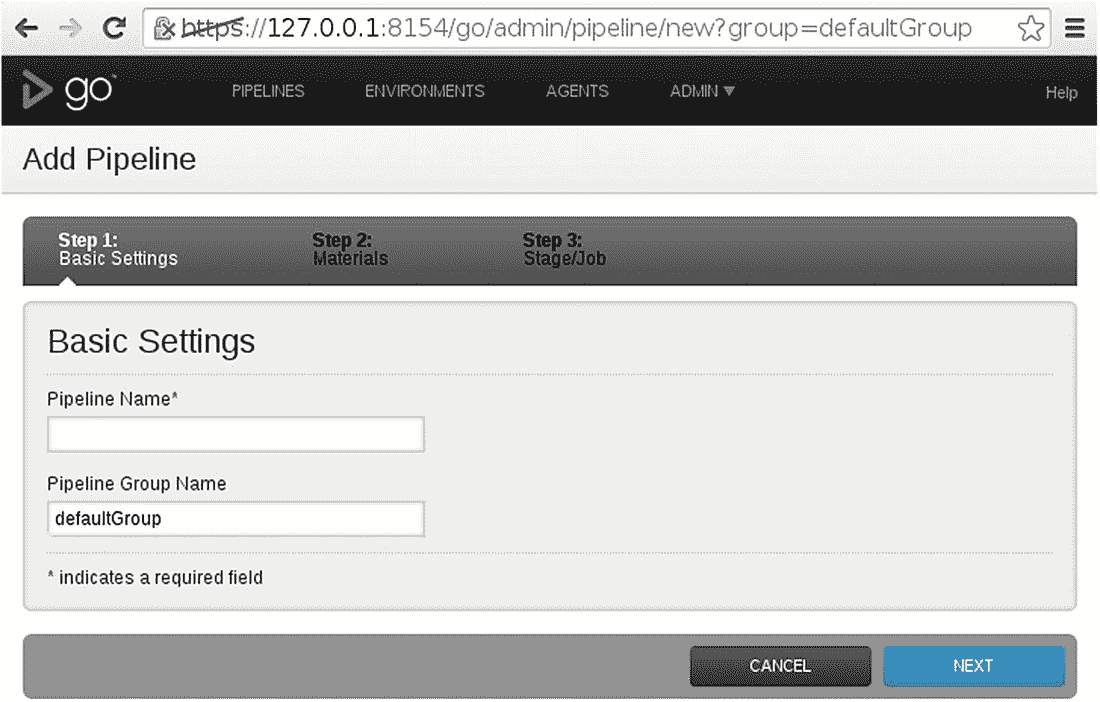 https://127.0.0.1:8154/go/admin/pipeline/new?group=defaultGroup
go™ PIPELINES ENVIRONMENTS AGENTS ADMIN ▼ Help
Add Pipeline
Step 1: Step 2: Step 3:
Basic Settings Materials Stage/Job
Basic Settings
Pipeline Name*
Pipeline Group Name
defaultGroup
* indicates a required field
CANCEL NEXT